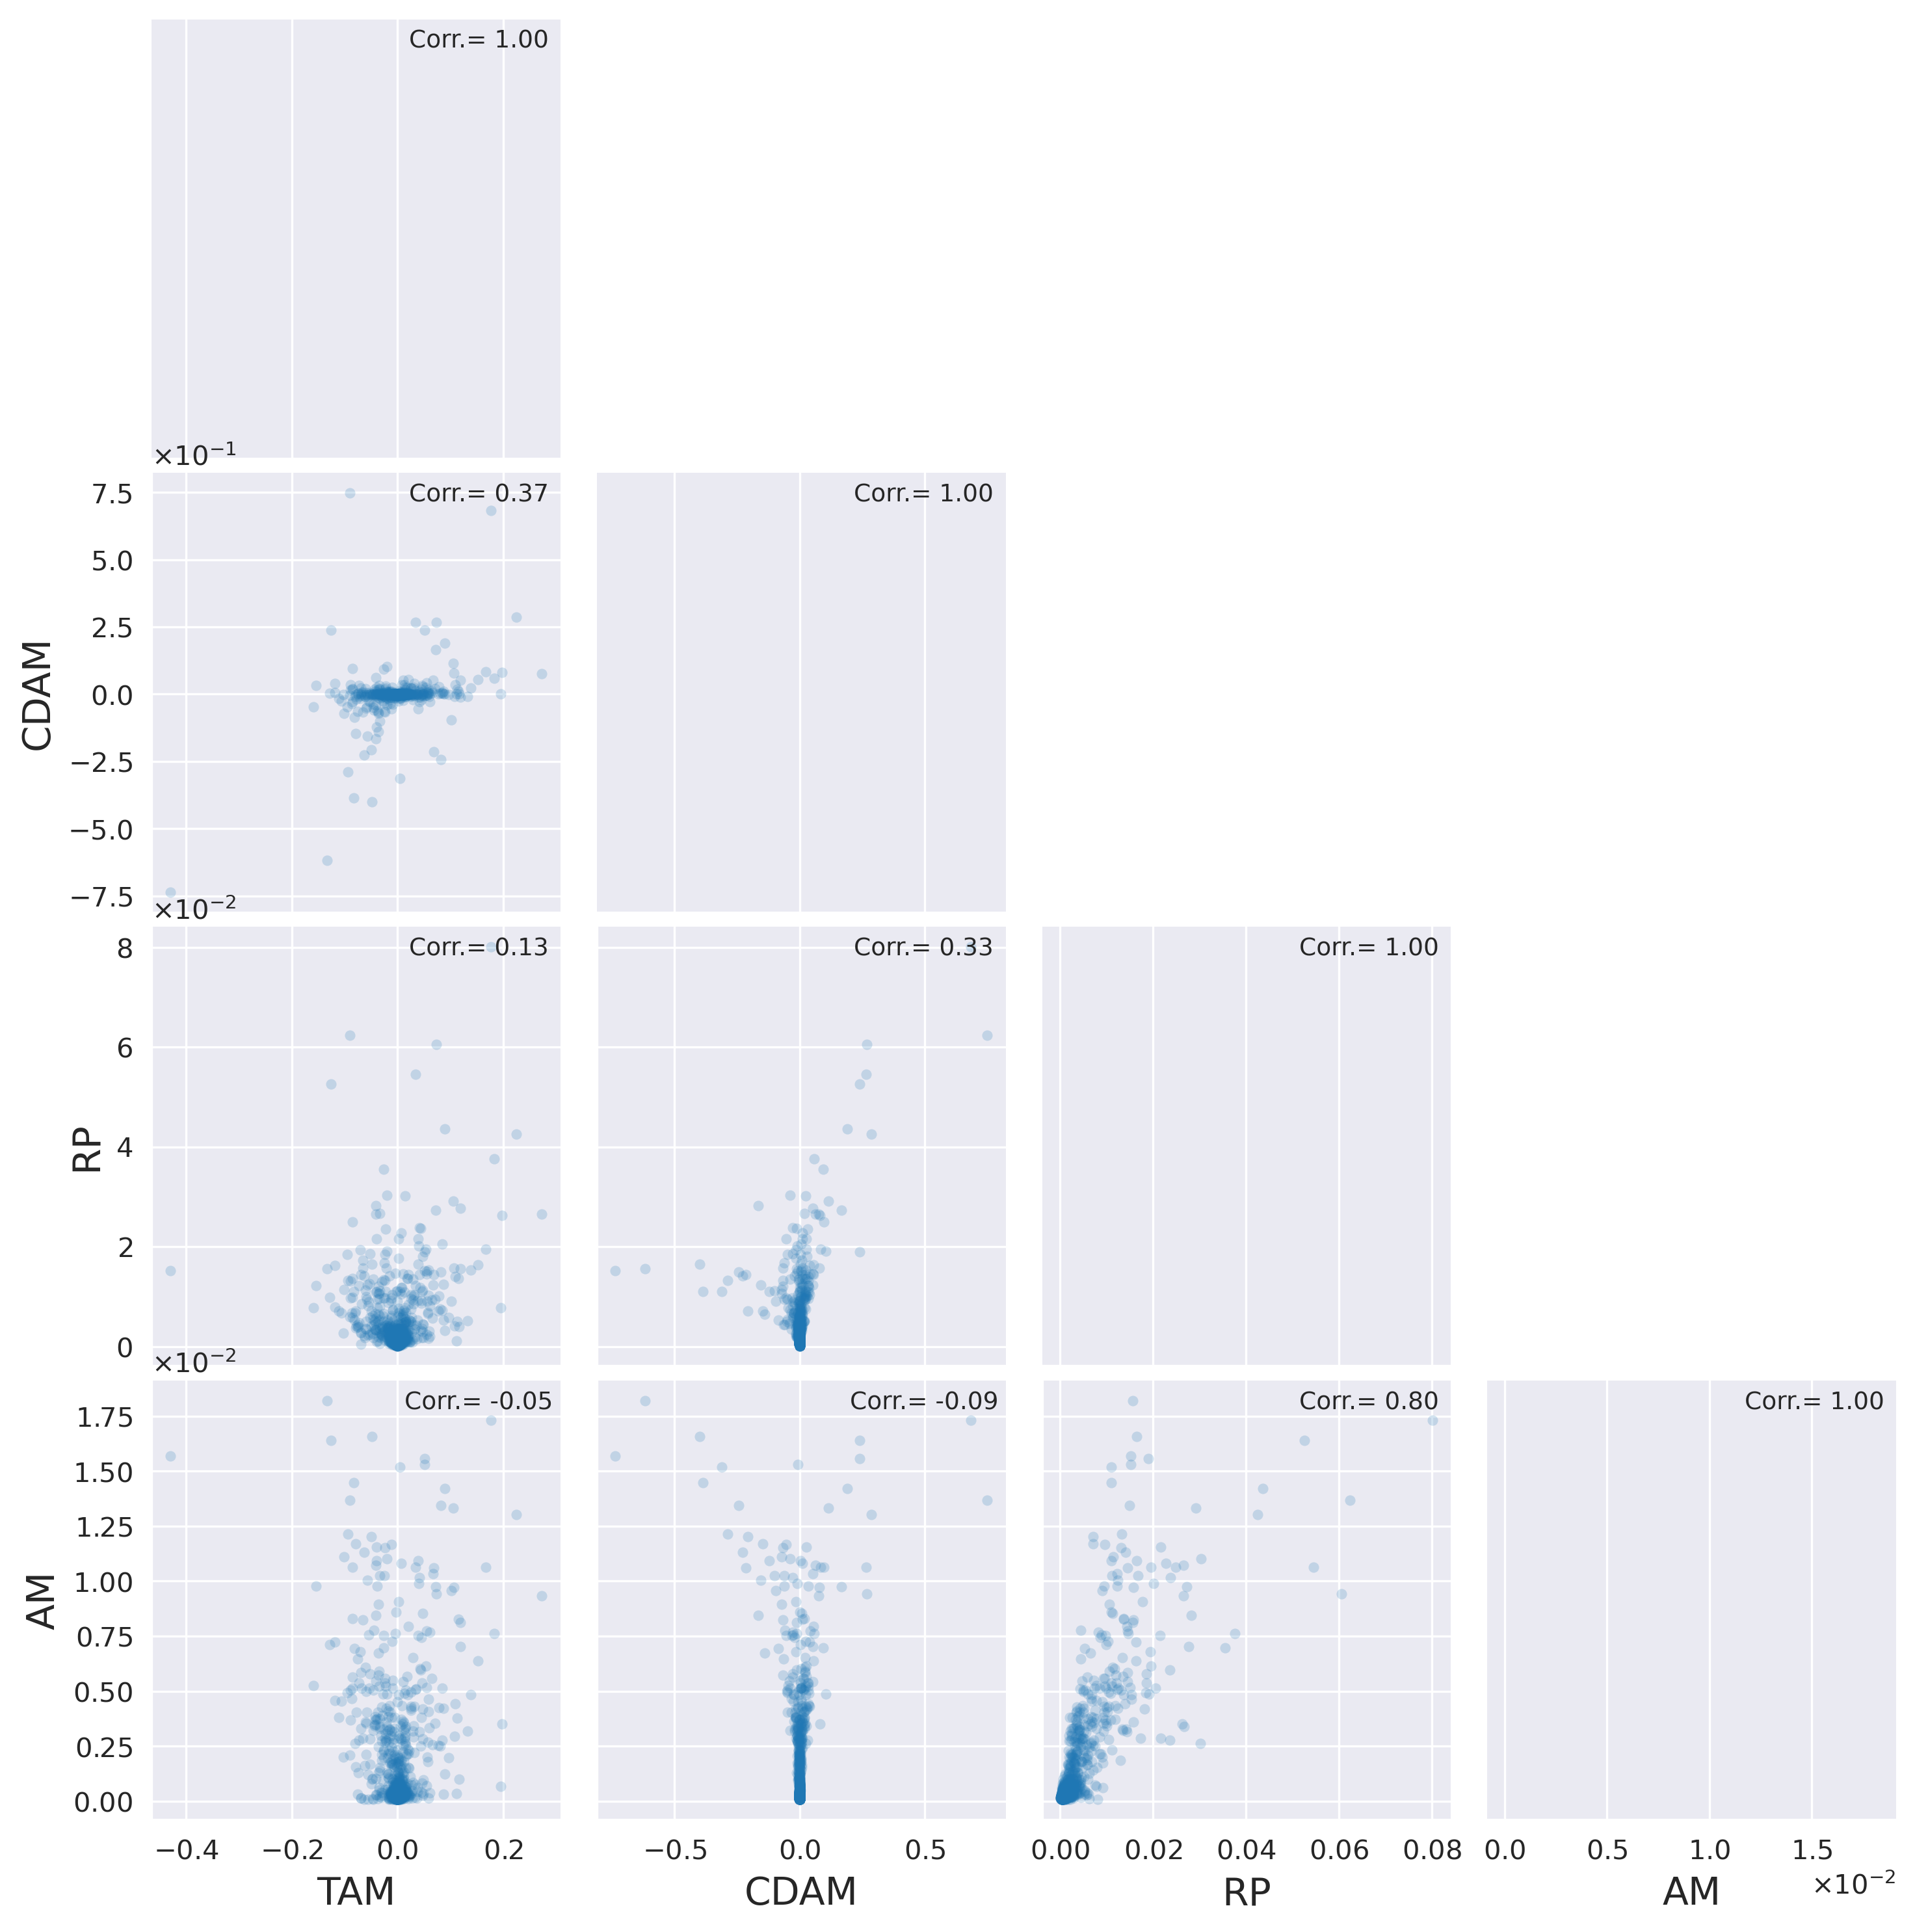 Corr.= 1.00
×10⁻¹
7.5
5.0
2.5
0.0
−2.5
−5.0
−7.5
CDAM
Corr.= 0.37
Corr.= 1.00
×10⁻²
8
6
4
2
0
RP
Corr.= 0.13
Corr.= 0.33
Corr.= 1.00
×10⁻²
1.75
1.50
1.25
1.00
0.75
0.50
0.25
0.00
AM
Corr.= -0.05
Corr.= -0.09
Corr.= 0.80
Corr.= 1.00
−0.4 −0.2 0.0 0.2
−0.5 0.0 0.5
0.00 0.02 0.04 0.06 0.08
0.0 0.5 1.0 1.5
×10⁻²
TAM CDAM RP AM